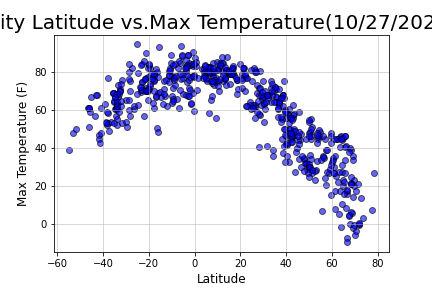 ity Latitude vs.Max Temperature(10/27/202
Max Temperature (F)
80
60
40
20
0
−60 −40 −20 0 20 40 60 80
Latitude